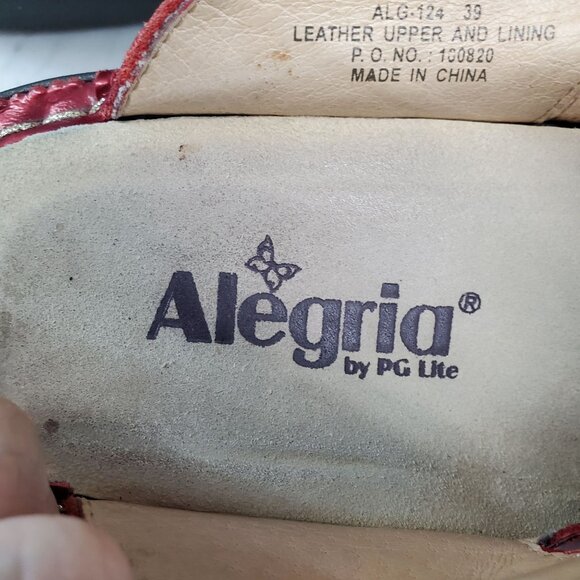 ALG-124 39
LEATHER UPPER AND LINING
P. O. NO. : 100820
MADE IN CHINA
Alegria®
by PG Lite